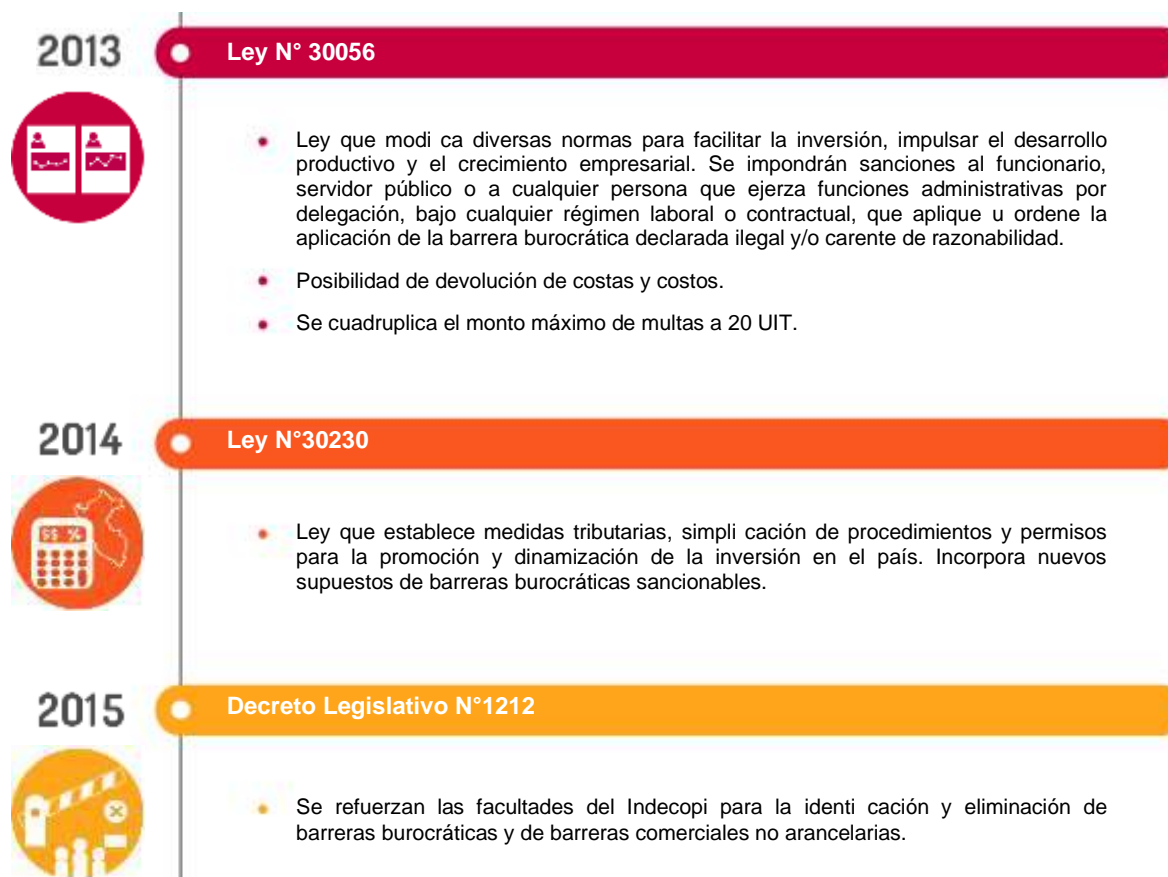 2013
Ley N° 30056
Ley que modi ca diversas normas para facilitar la inversión, impulsar el desarrollo
productivo y el crecimiento empresarial. Se impondrán sanciones al funcionario,
servidor público o a cualquier persona que ejerza funciones administrativas por
delegación, bajo cualquier régimen laboral o contractual, que aplique u ordene la
aplicación de la barrera burocrática declarada ilegal y/o carente de razonabilidad.
Posibilidad de devolución de costas y costos.
Se cuadruplica el monto máximo de multas a 20 UIT.
2014
Ley N°30230
$$ %
Ley que establece medidas tributarias, simpli cación de procedimientos y permisos
para la promoción y dinamización de la inversión en el país. Incorpora nuevos
supuestos de barreras burocráticas sancionables.
2015
Decreto Legislativo N°1212
Se refuerzan las facultades del Indecopi para la identi cación y eliminación de
barreras burocráticas y de barreras comerciales no arancelarias.